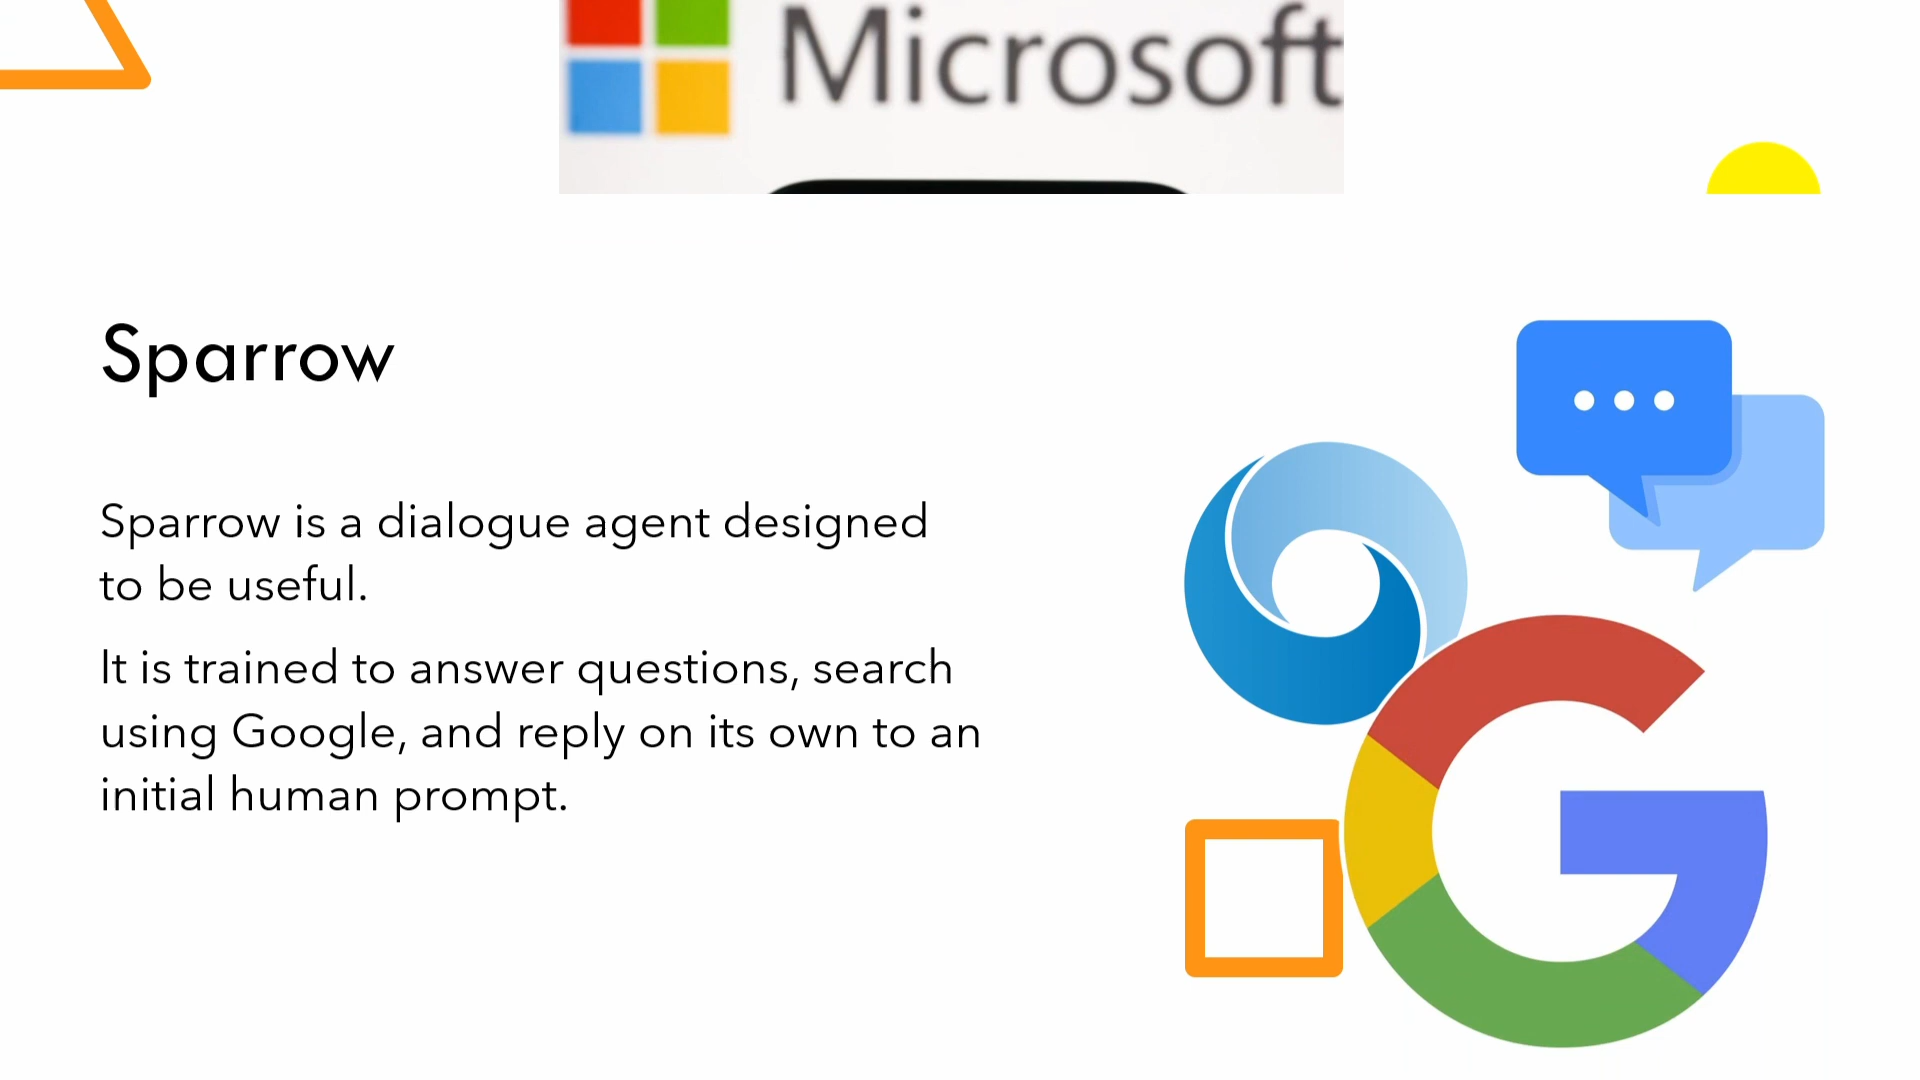 Microsoft
Sparrow
Sparrow is a dialogue agent designed
to be useful.
It is trained to answer questions, search
using Google, and reply on its own to an
initial human prompt.